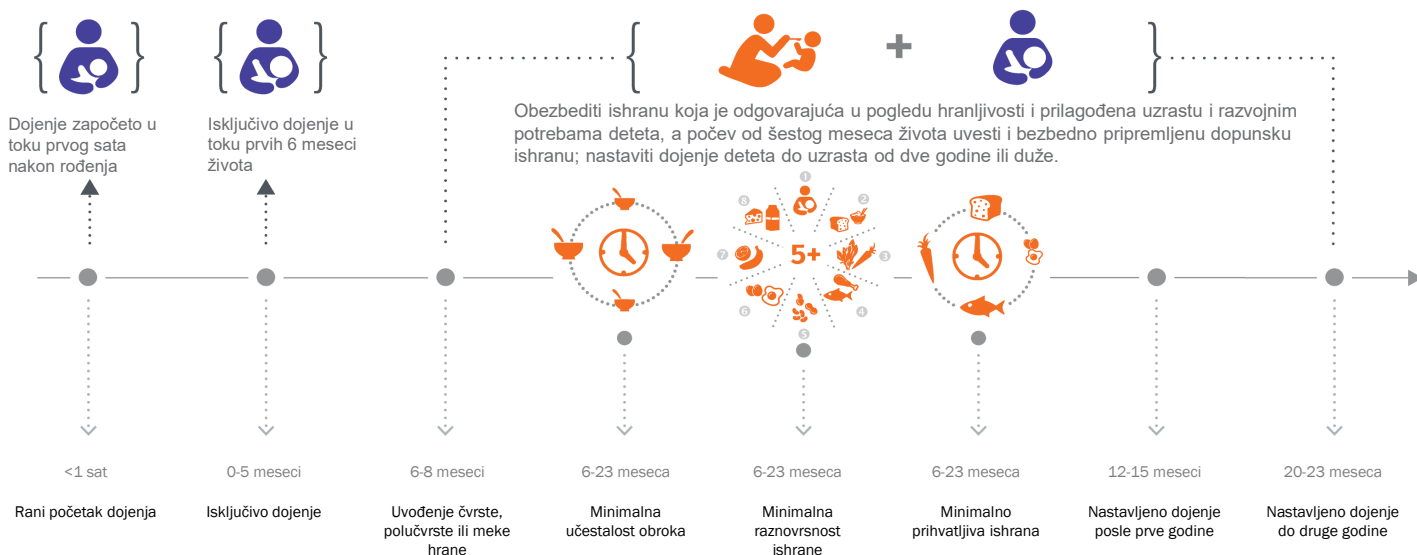 Dojenje započeto u
toku prvog sata
nakon rođenja
Isključivo dojenje u
toku prvih 6 meseci
života
Obezbediti ishranu koja je odgovarajuća u pogledu hranljivosti i prilagođena uzrastu i razvojnim
potrebama deteta, a počev od šestog meseca života uvesti i bezbedno pripremljenu dopunsku
ishranu; nastaviti dojenje deteta do uzrasta od dve godine ili duže.
1
2
3
4
5
6
7
8
5+
<1 sat
Rani početak dojenja
0-5 meseci
Isključivo dojenje
6-8 meseci
Uvođenje čvrste,
polučvrste ili meke
hrane
6-23 meseca
Minimalna
učestalost obroka
6-23 meseca
Minimalna
raznovrsnost
ishrane
6-23 meseca
Minimalno
prihvatljiva ishrana
12-15 meseci
Nastavljeno dojenje
posle prve godine
20-23 meseca
Nastavljeno dojenje
do druge godine